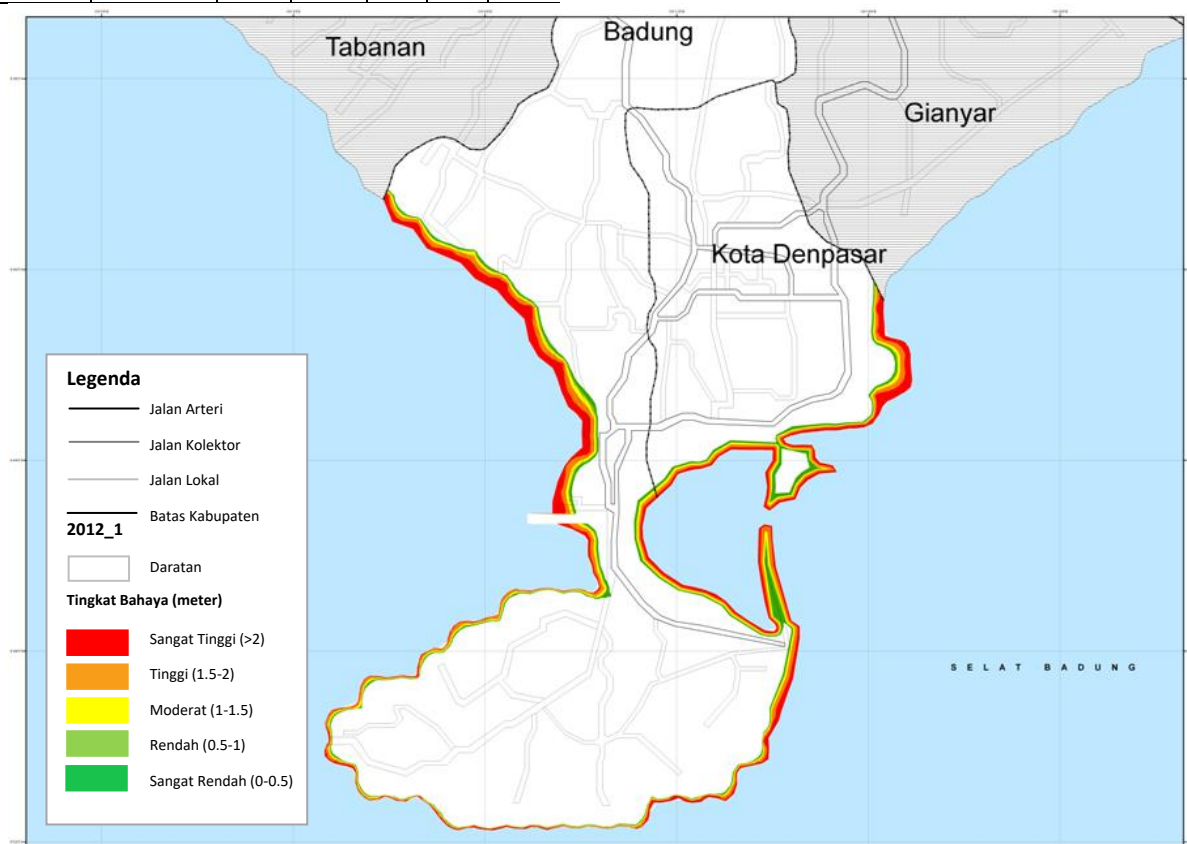 Tabanan
Badung
Gianyar
Kota Denpasar
Legenda
Jalan Arteri
Jalan Kolektor
Jalan Lokal
Batas Kabupaten
2012_1
Daratan
Tingkat Bahaya (meter)
Sangat Tinggi (>2)
Tinggi (1.5-2)
Moderat (1-1.5)
Rendah (0.5-1)
Sangat Rendah (0-0.5)
SELAT BADUNG